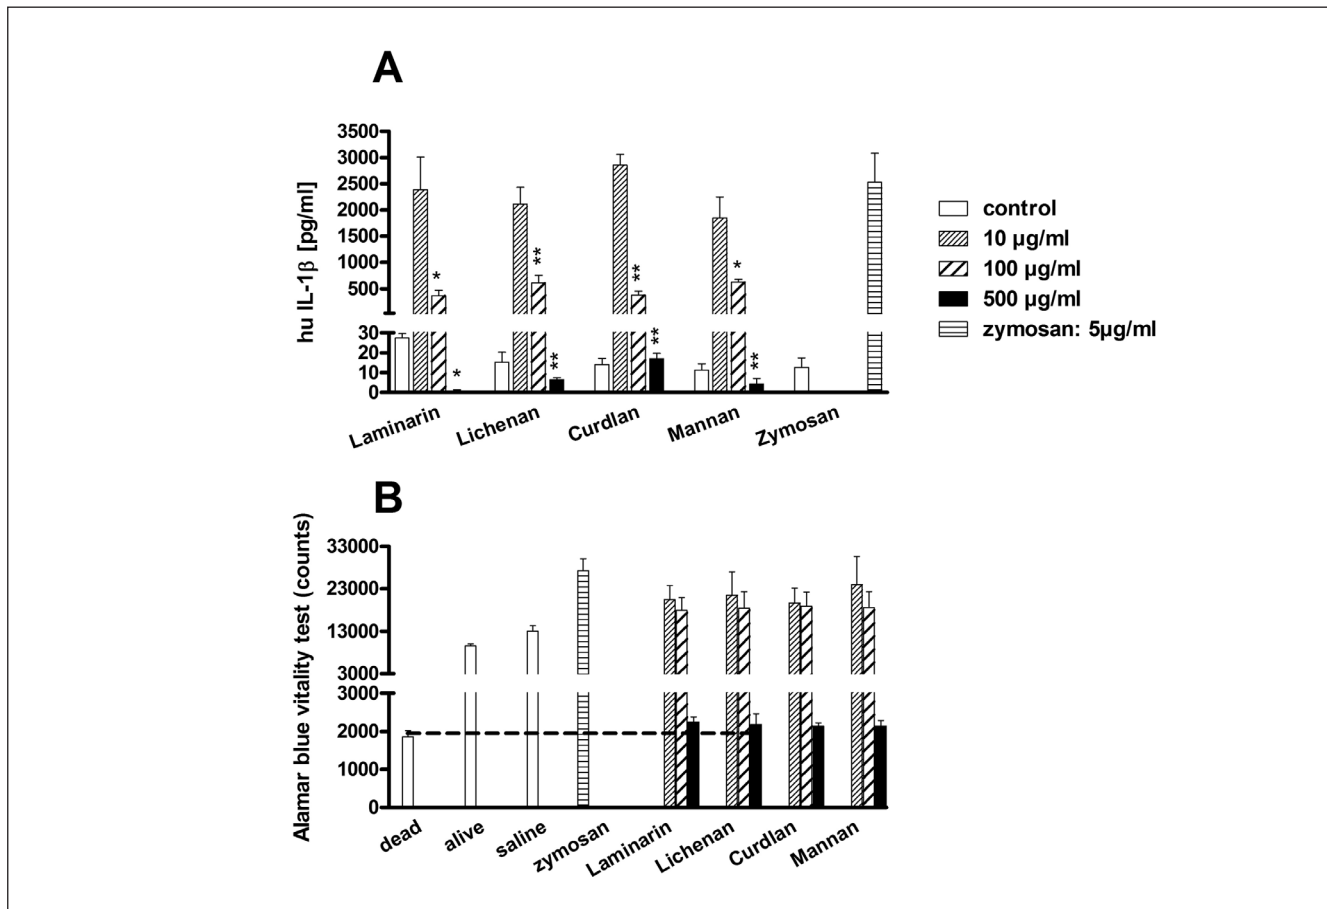 A
hu IL-1β [pg/ml]
3500
3000
2500
2000
1500
1000
500
30
20
10
0
*
*
**
**
**
**
*
**
Laminarin
Lichenan
Curdlan
Mannan
Zymosan
control
10 µg/ml
100 µg/ml
500 µg/ml
zymosan: 5µg/ml
B
Alamar blue vitality test (counts)
33000
23000
13000
3000
3000
2000
1000
0
dead
alive
saline
zymosan
Laminarin
Lichenan
Curdlan
Mannan